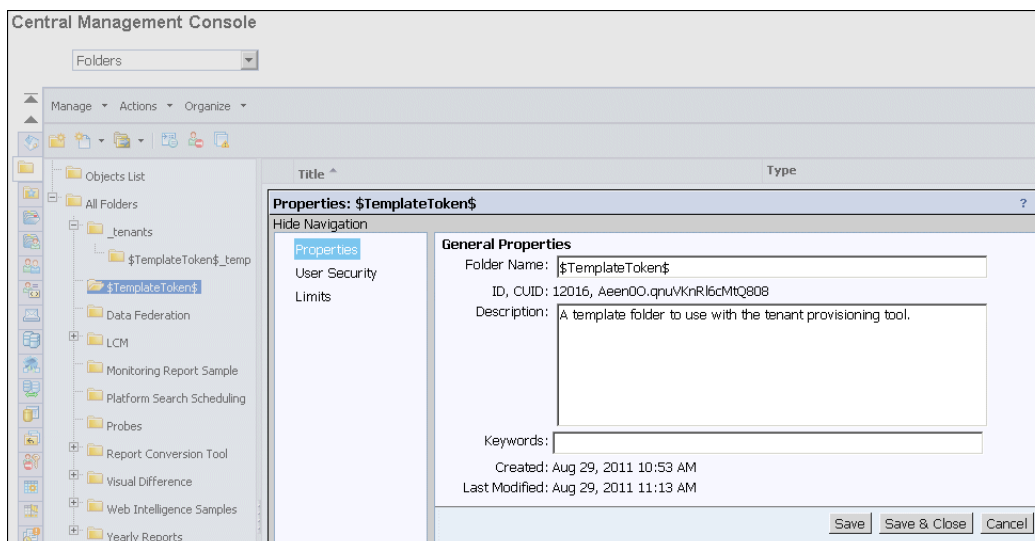 Central Management Console
Folders
Manage Actions Organize
Objects List
All Folders
_tenants
$TemplateToken$_temp
$TemplateToken$
Data Federation
LCM
Monitoring Report Sample
Platform Search Scheduling
Probes
Report Conversion Tool
Visual Difference
Web Intelligence Samples
Yearly Reports
Title Type
Properties: $TemplateToken$ ?
Hide Navigation
Properties
User Security
Limits
General Properties
Folder Name: $TemplateToken$
ID, CUID: 12016, Aeen0O.qnuVKnRl6cMtQ808
Description: A template folder to use with the tenant provisioning tool.
Keywords:
Created: Aug 29, 2011 10:53 AM
Last Modified: Aug 29, 2011 11:13 AM
Save Save & Close Cancel